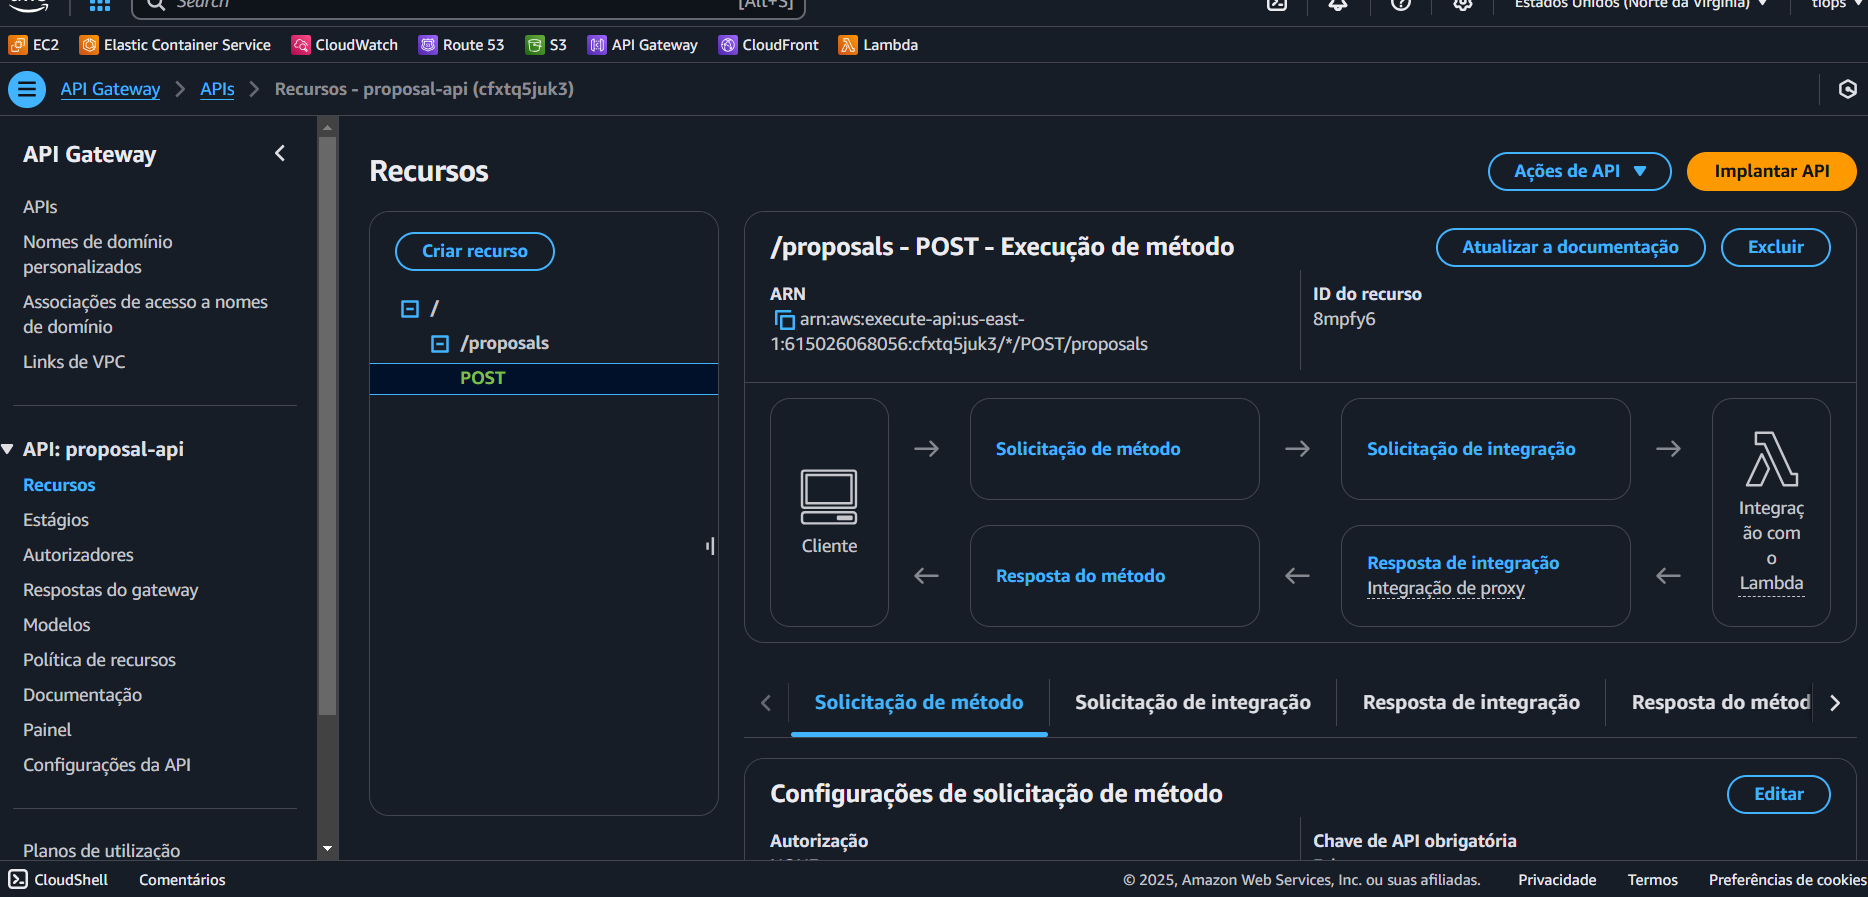 Search
[Alt+S]
Estados Unidos (Norte da Virgínia)
tiops
EC2
Elastic Container Service
CloudWatch
Route 53
S3
API Gateway
CloudFront
Lambda
API Gateway
APIs
Recursos - proposal-api (cfxtq5juk3)
API Gateway
APIs
Nomes de domínio
personalizados
Associações de acesso a nomes
de domínio
Links de VPC
API: proposal-api
Recursos
Estágios
Autorizadores
Respostas do gateway
Modelos
Política de recursos
Documentação
Painel
Configurações da API
Planos de utilização
Recursos
Ações de API
Implantar API
Criar recurso
/
/proposals
POST
/proposals - POST - Execução de método
Atualizar a documentação
Excluir
ARN
arn:aws:execute-api:us-east-
1:615026068056:cfxtq5juk3/*/POST/proposals
ID do recurso
8mpfy6
Cliente
Solicitação de método
Solicitação de integração
Resposta do método
Resposta de integração
Integração de proxy
Integraç
ão com
o
Lambda
Solicitação de método
Solicitação de integração
Resposta de integração
Resposta do métod
Configurações de solicitação de método
Editar
Autorização
Chave de API obrigatória
CloudShell
Comentários
© 2025, Amazon Web Services, Inc. ou suas afiliadas.
Privacidade
Termos
Preferências de cookies